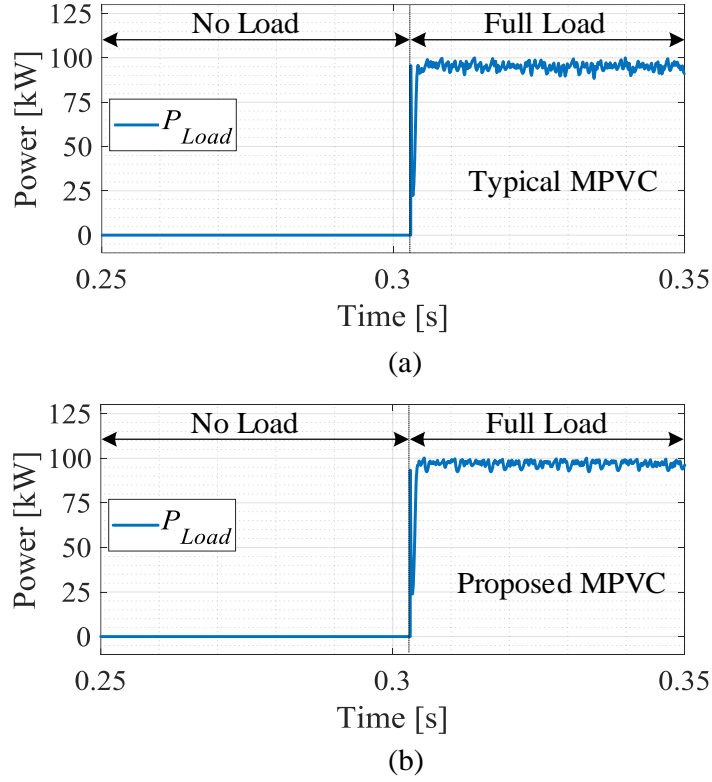 125
100
75
50
25
0
Power [kW]
No Load
Full Load
P_Load
Typical MPVC
0.25
0.3
0.35
Time [s]
(a)
125
100
75
50
25
0
Power [kW]
No Load
Full Load
P_Load
Proposed MPVC
0.25
0.3
0.35
Time [s]
(b)